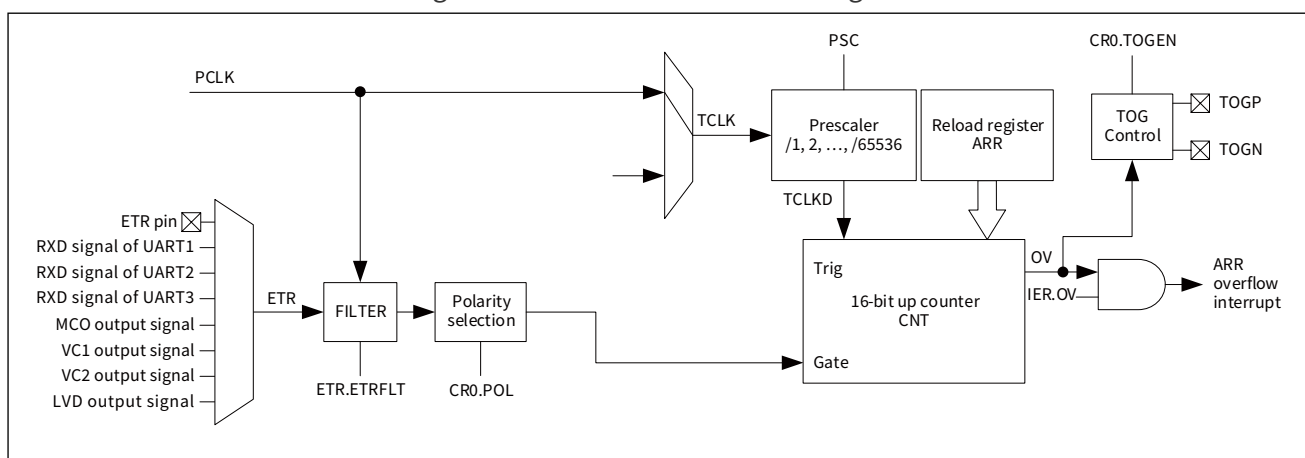 PSC
CR0.TOGEN
PCLK
TCLK
Prescaler
/1, 2, ..., /65536
Reload register
ARR
TOG
Control
TOGP
TOGN
TCLKD
ETR pin
RXD signal of UART1
RXD signal of UART2
RXD signal of UART3
MCO output signal
VC1 output signal
VC2 output signal
LVD output signal
ETR
FILTER
Polarity
selection
ETR.ETRFLT
CR0.POL
Trig
16-bit up counter
CNT
Gate
OV
IER.OV
ARR
overflow
interrupt